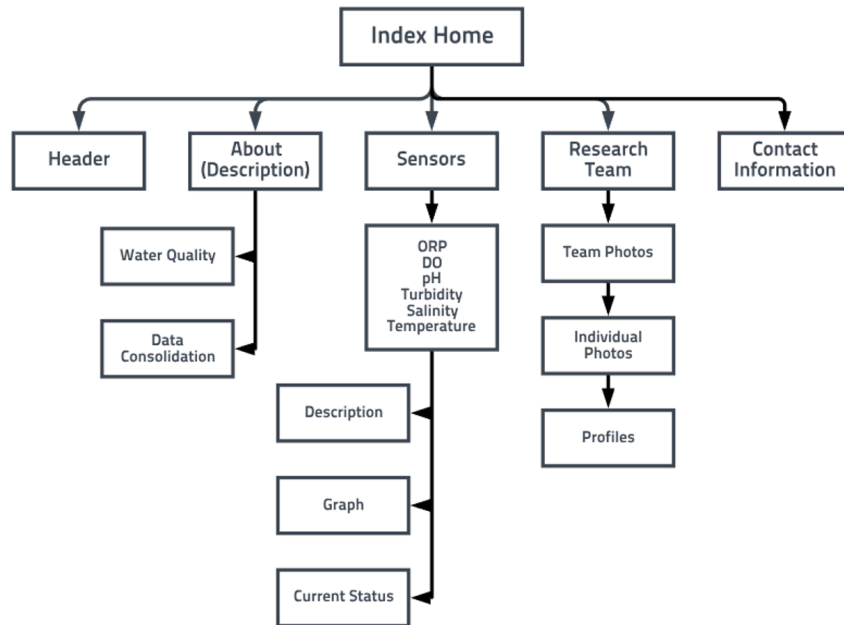 Index Home
Header
About
(Description)
Sensors
Research
Team
Contact
Information
Water Quality
Data
Consolidation
ORP
DO
pH
Turbidity
Salinity
Temperature
Description
Graph
Current Status
Team Photos
Individual
Photos
Profiles